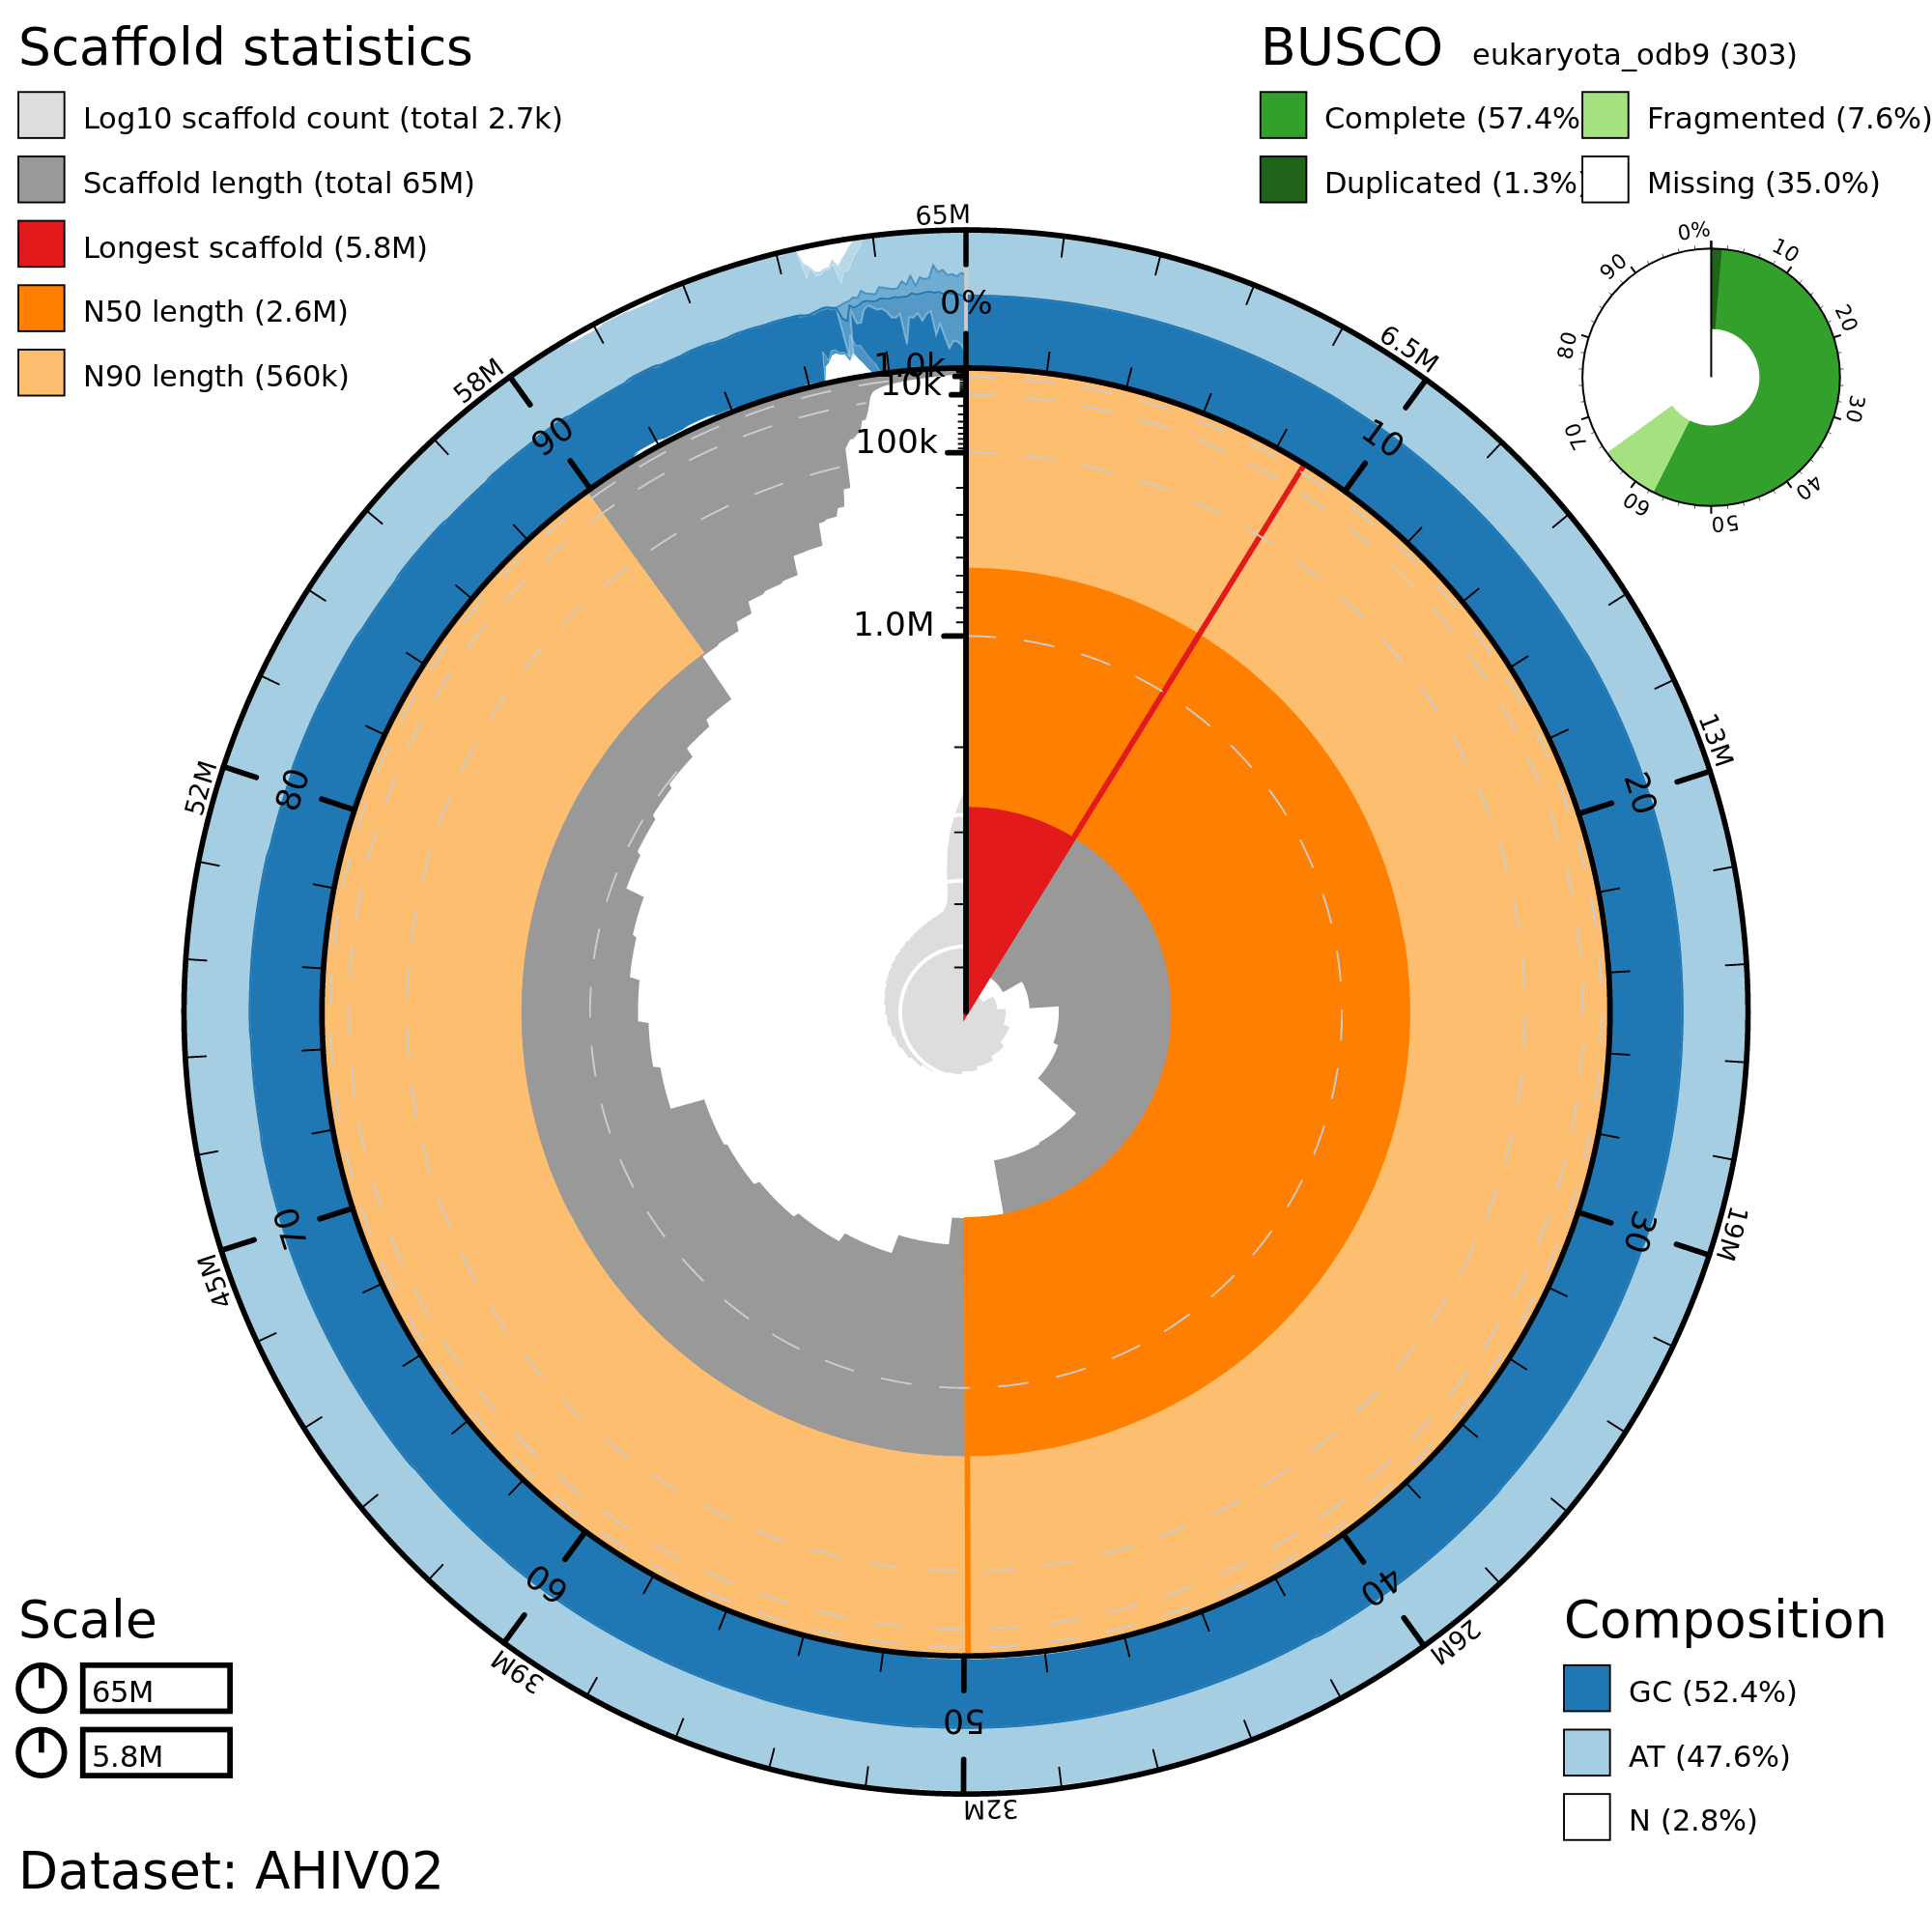 Scaffold statistics
Log10 scaffold count (total 2.7k)
Scaffold length (total 65M)
Longest scaffold (5.8M)
N50 length (2.6M)
N90 length (560k)
BUSCO eukaryota_odb9 (303)
Complete (57.4% Fragmented (7.6%)
Duplicated (1.3%) Missing (35.0%)
0%
10
20
30
40
50
60
70
80
90
65M
6.5M
13M
19M
26M
32M
39M
45M
52M
58M
0%
10
20
30
40
50
60
70
80
90
1.0k
10k
100k
1.0M
Scale
65M
5.8M
Composition
GC (52.4%)
AT (47.6%)
N (2.8%)
Dataset: AHIV02